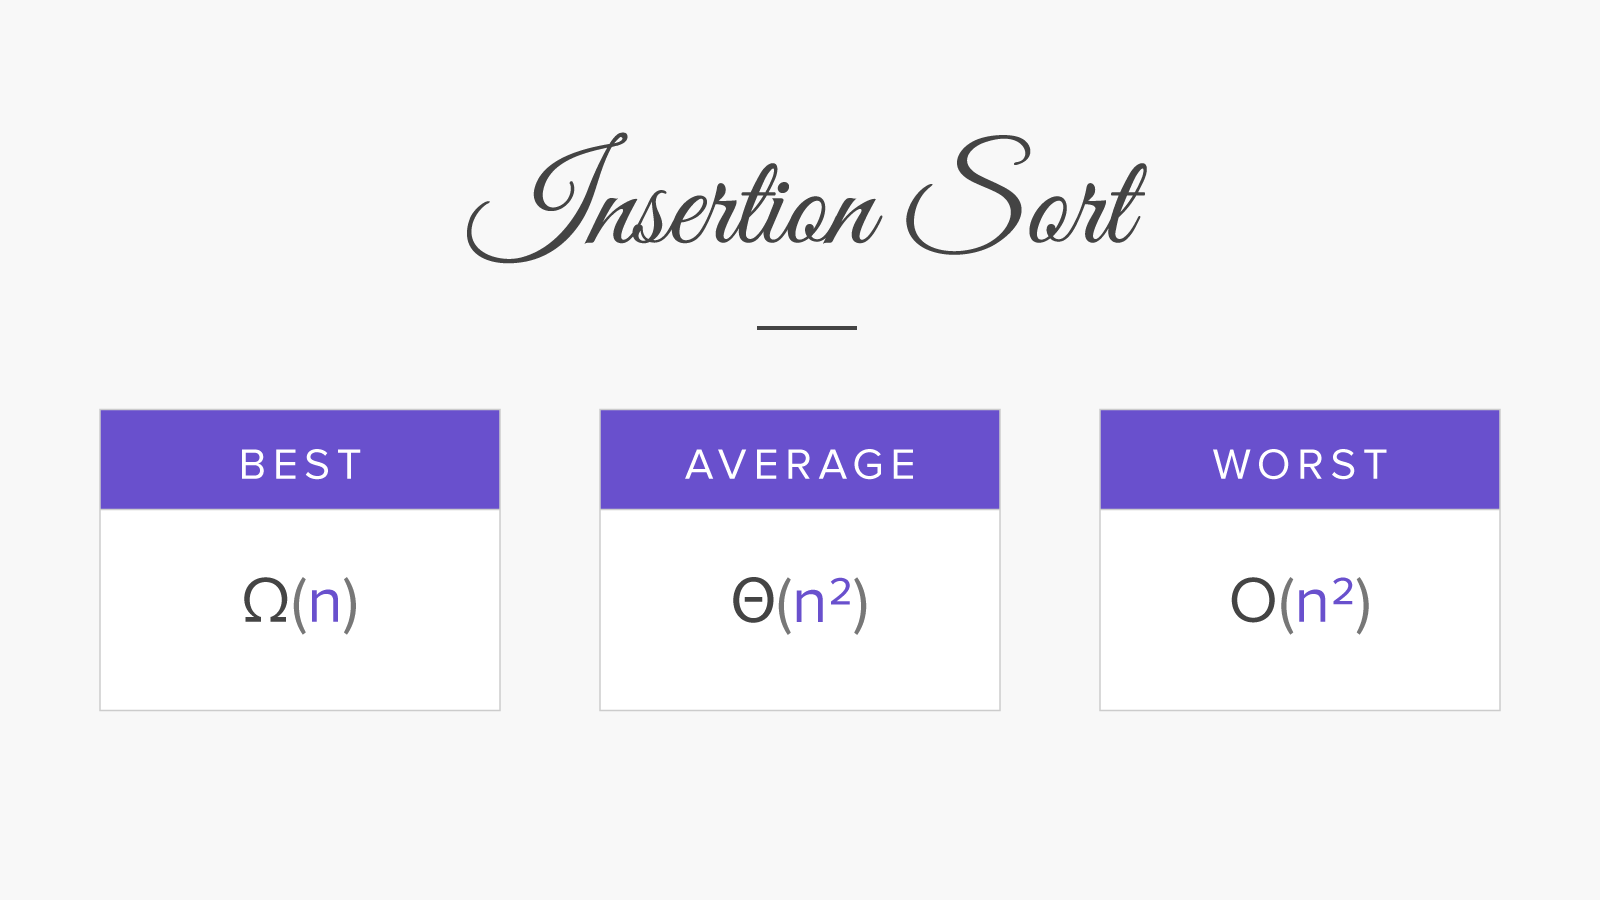 Insertion Sort
BEST
AVERAGE
WORST
Ω(n)
Θ(n²)
O(n²)